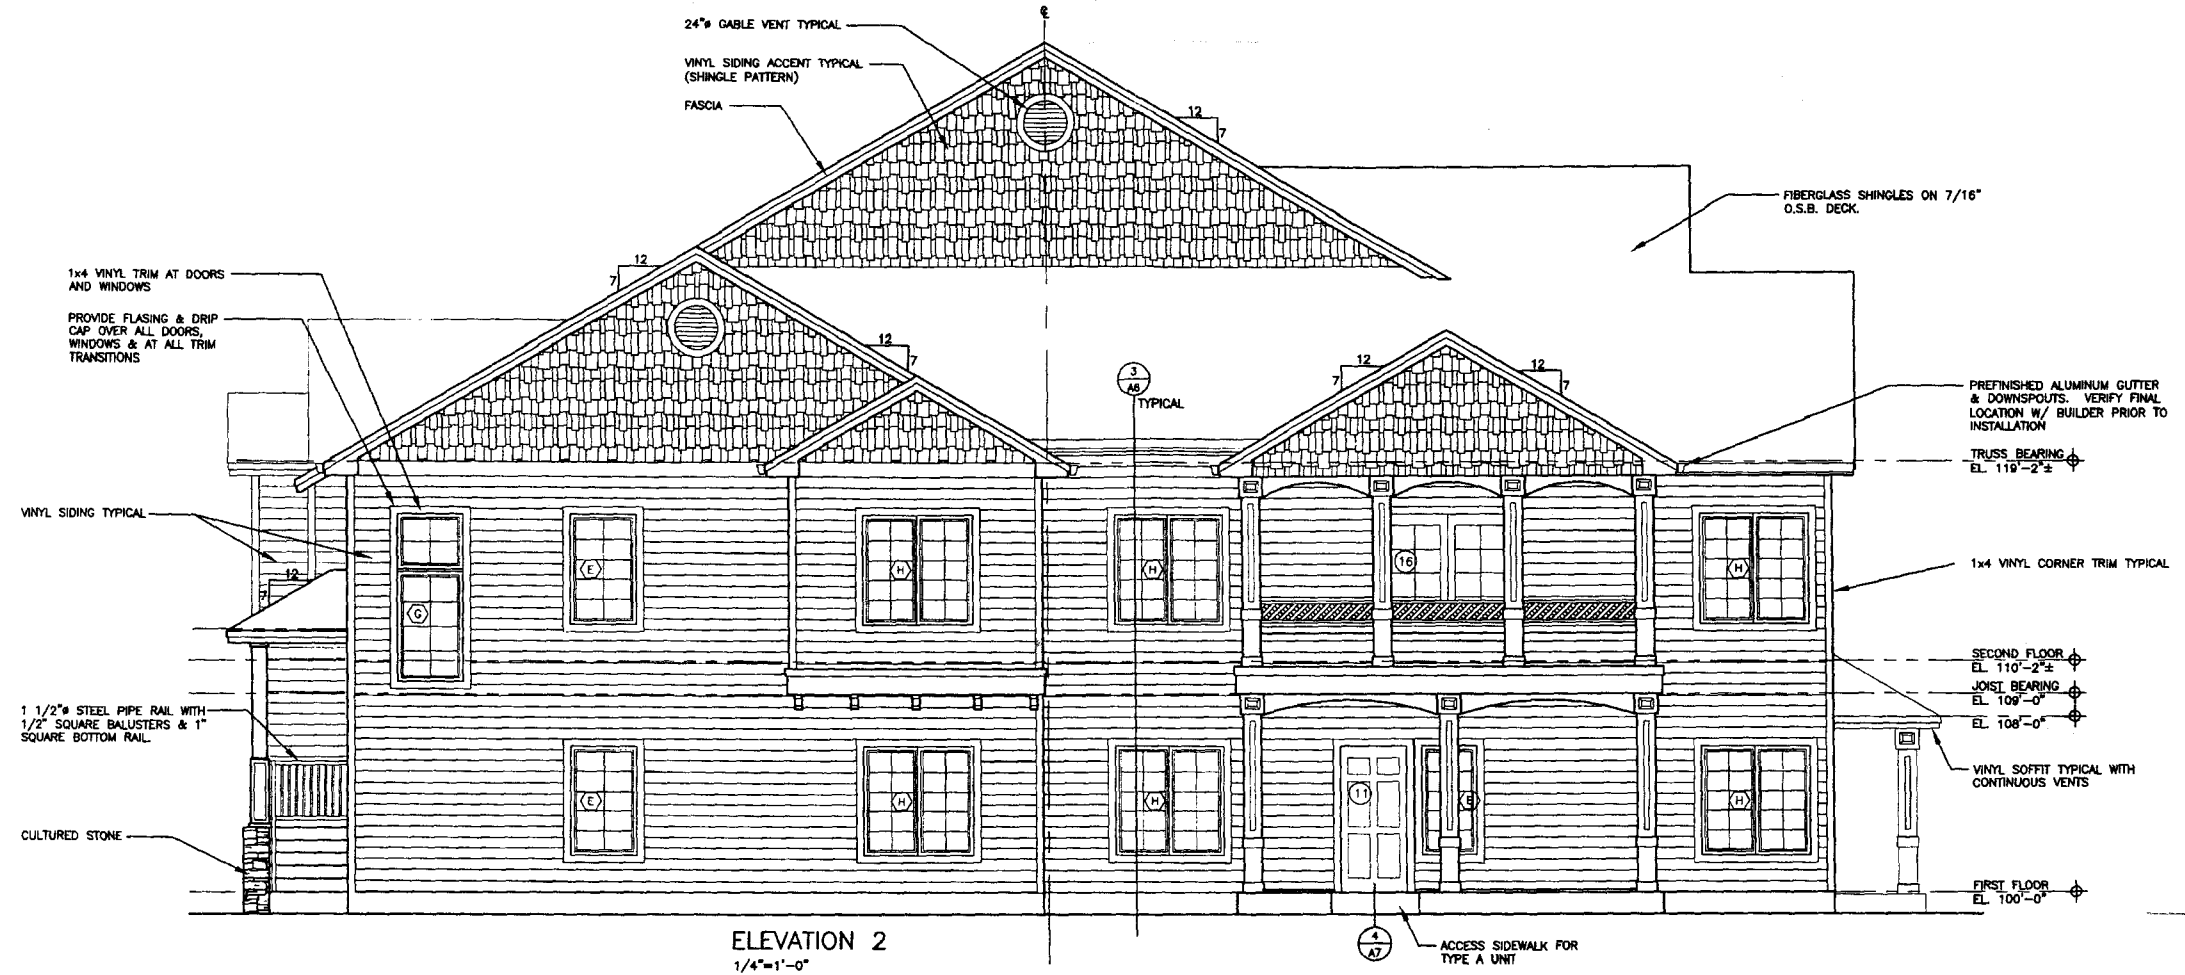 ℄
24"ø GABLE VENT TYPICAL
VINYL SIDING ACCENT TYPICAL
(SHINGLE PATTERN)
FASCIA
12
7
FIBERGLASS SHINGLES ON 7/16"
O.S.B. DECK.
1x4 VINYL TRIM AT DOORS
AND WINDOWS
12
7
PROVIDE FLASING & DRIP
CAP OVER ALL DOORS,
WINDOWS & AT ALL TRIM
TRANSITIONS
12
7
3
A6
TYPICAL
12
7
12
7
PREFINISHED ALUMINUM GUTTER
& DOWNSPOUTS. VERIFY FINAL
LOCATION W/ BUILDER PRIOR TO
INSTALLATION
TRUSS BEARING
EL. 119'-2"±
VINYL SIDING TYPICAL
12
7
G
E
H
H
16
H
1x4 VINYL CORNER TRIM TYPICAL
SECOND FLOOR
EL. 110'-2"±
JOIST BEARING
EL. 109'-0"
EL. 108'-0"
1 1/2"ø STEEL PIPE RAIL WITH
1/2" SQUARE BALUSTERS & 1"
SQUARE BOTTOM RAIL.
VINYL SOFFIT TYPICAL WITH
CONTINUOUS VENTS
E
H
H
11
H
CULTURED STONE
FIRST FLOOR
EL. 100'-0"
ELEVATION 2
1/4"=1'-0"
4
A7
ACCESS SIDEWALK FOR
TYPE A UNIT